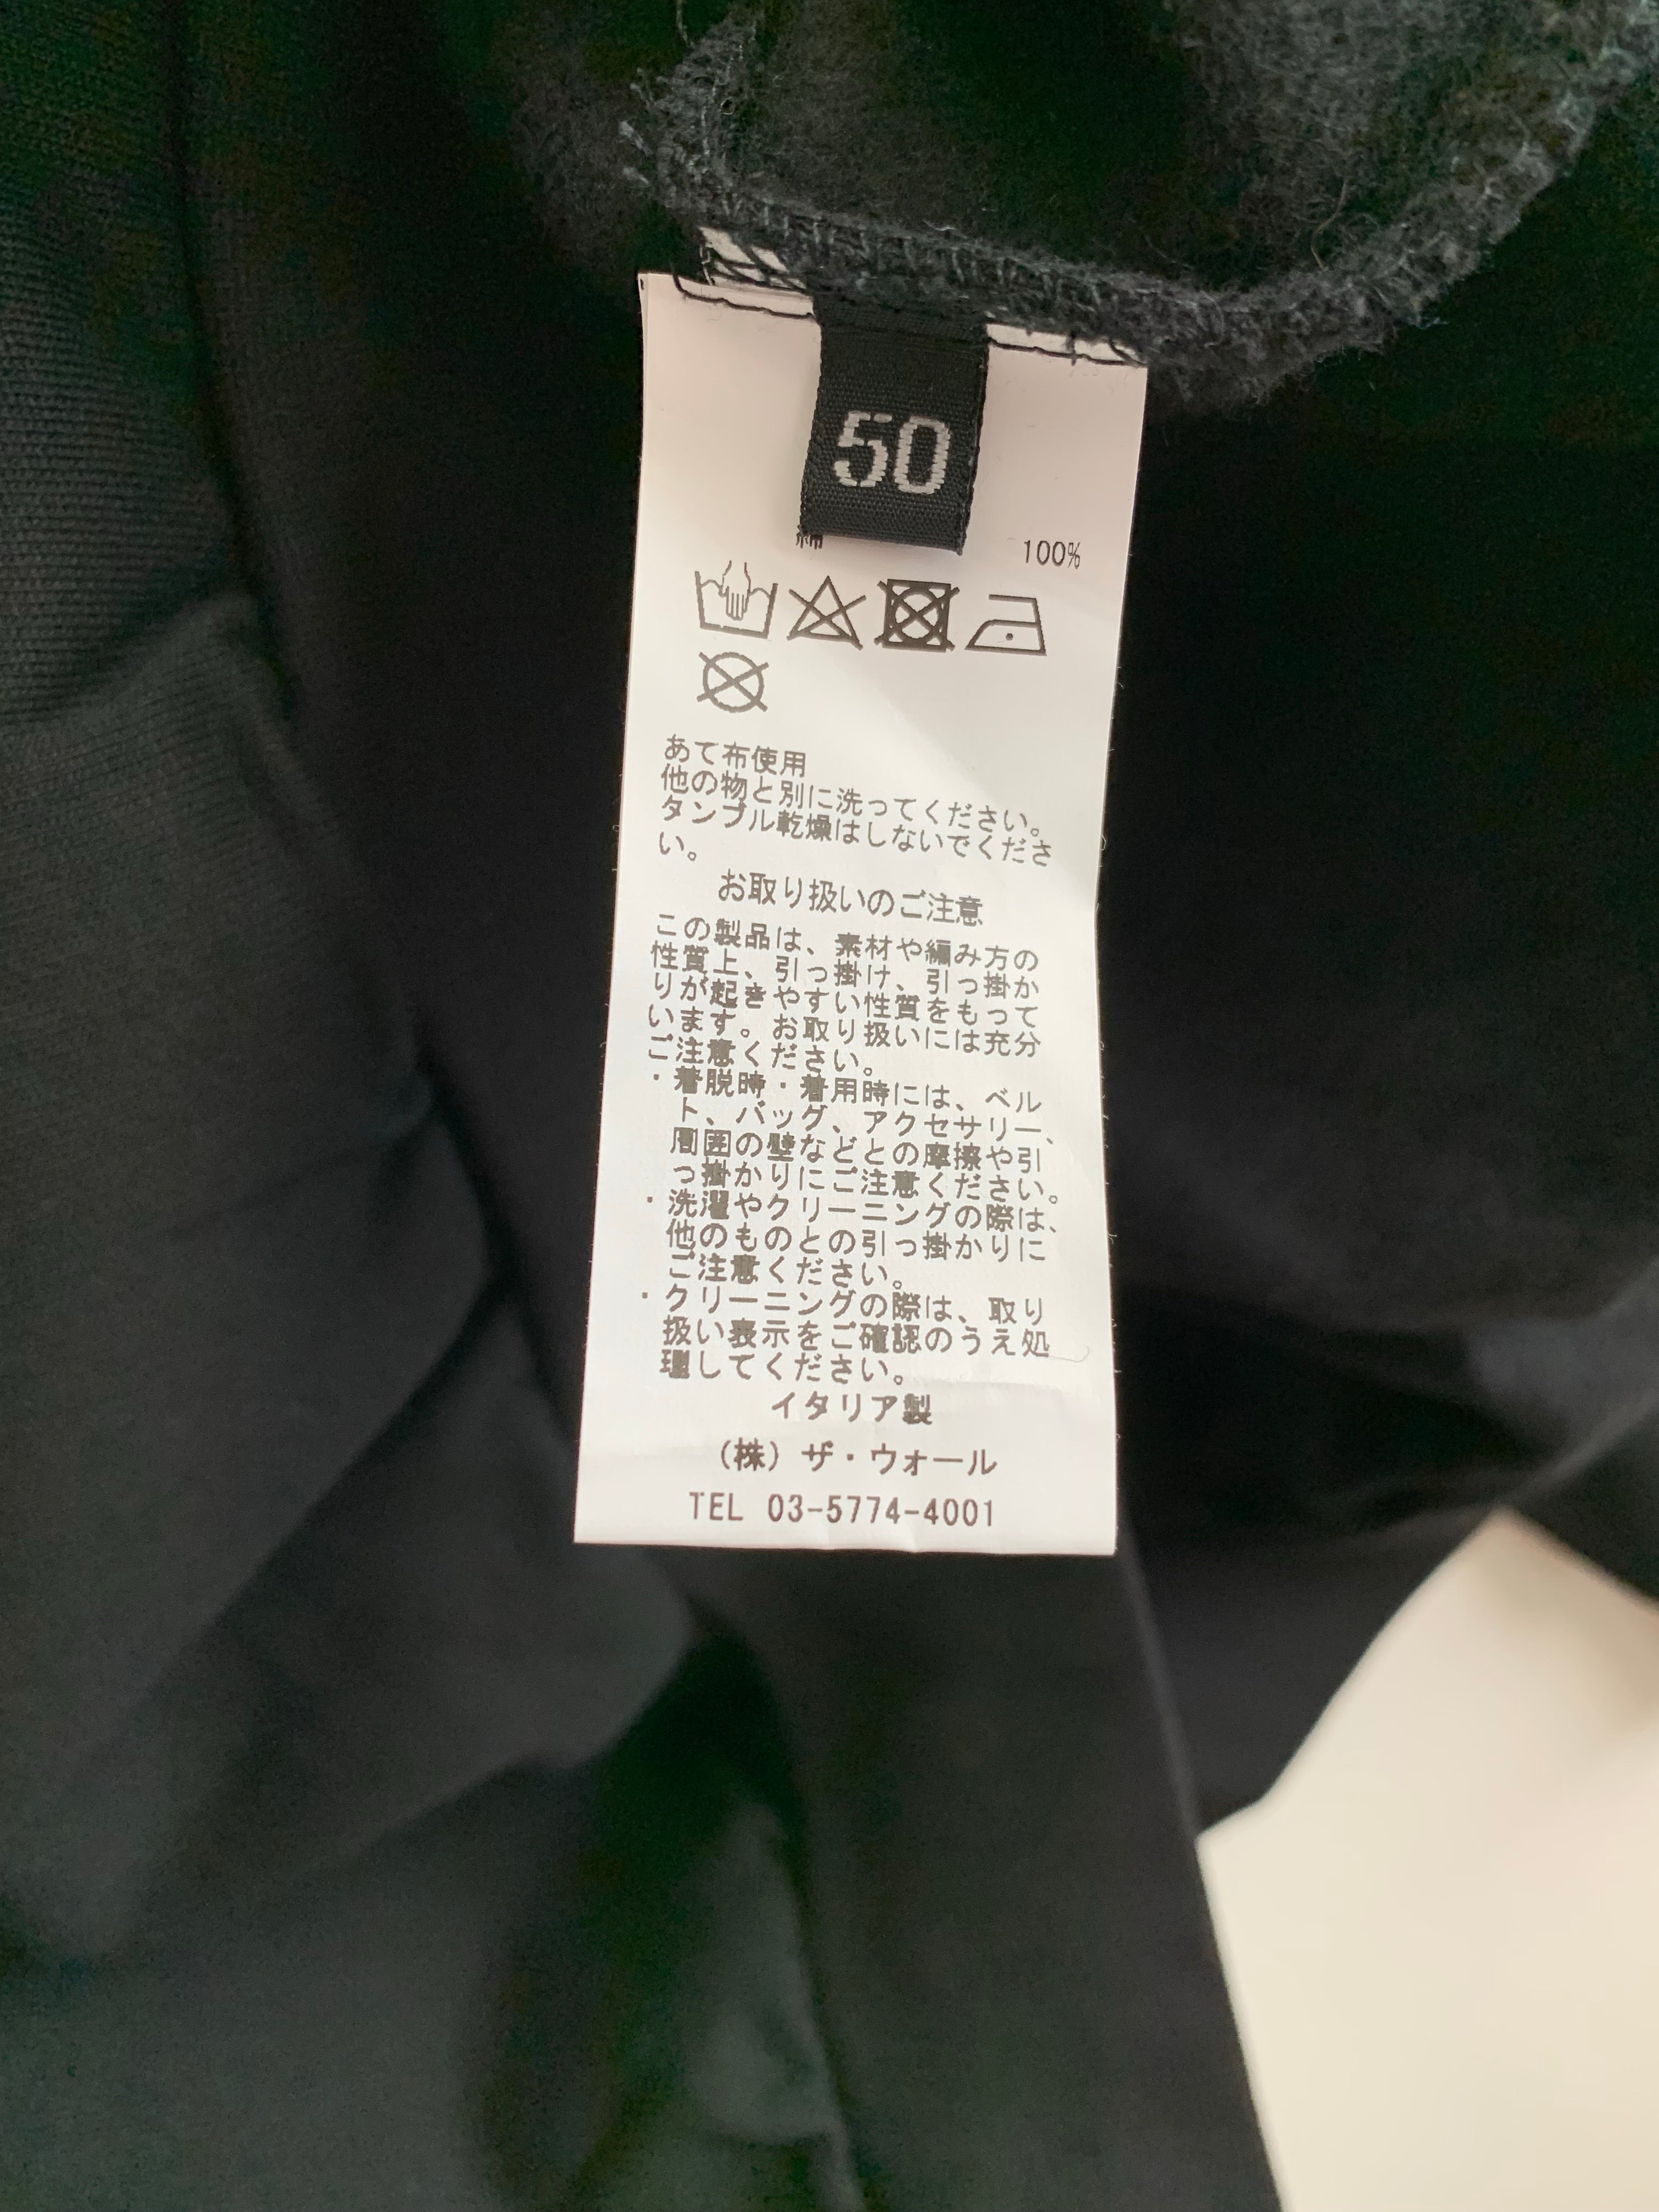 50
綿 100%
あて布使用
他の物と別に洗ってください。
タンブル乾燥はしないでくださ
い。
お取り扱いのご注意
この製品は、素材や編み方の
性質上、引っ掛け、引っ掛か
りが起きやすい性質をもって
います。お取り扱いには充分
ご注意ください。
・着脱時・着用時には、ベル
ト、バッグ、アクセサリー、
周囲の壁などとの摩擦や引
っ掛かりにご注意ください。
・洗濯やクリーニングの際は、
他のものとの引っ掛かりに
ご注意ください。
・クリーニングの際は、取り
扱い表示をご確認のうえ処
理してください。
イタリア製
(株) ザ・ウォール
TEL 03-5774-4001